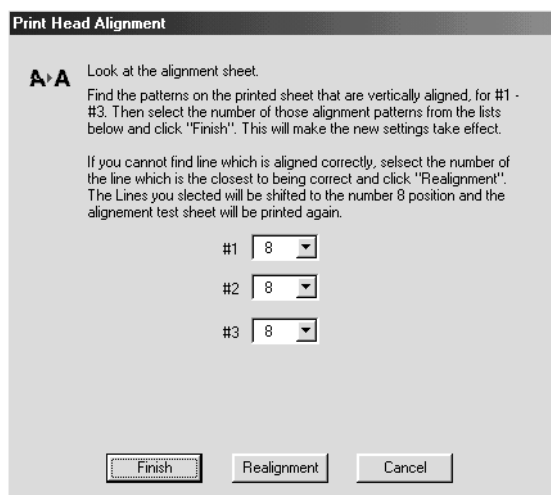 Print Head Alignment
A A
Look at the alignment sheet.
Find the patterns on the printed sheet that are vertically aligned, for #1 -
#3. Then select the number of those alignment patterns from the lists
below and click "Finish". This will make the new settings take effect.
If you cannot find line which is aligned correctly, selsect the number of
the line which is the closest to being correct and click "Realignment".
The Lines you slected will be shifted to the number 8 position and the
alignement test sheet will be printed again.
#1 8
#2 8
#3 8
Finish Realignment Cancel